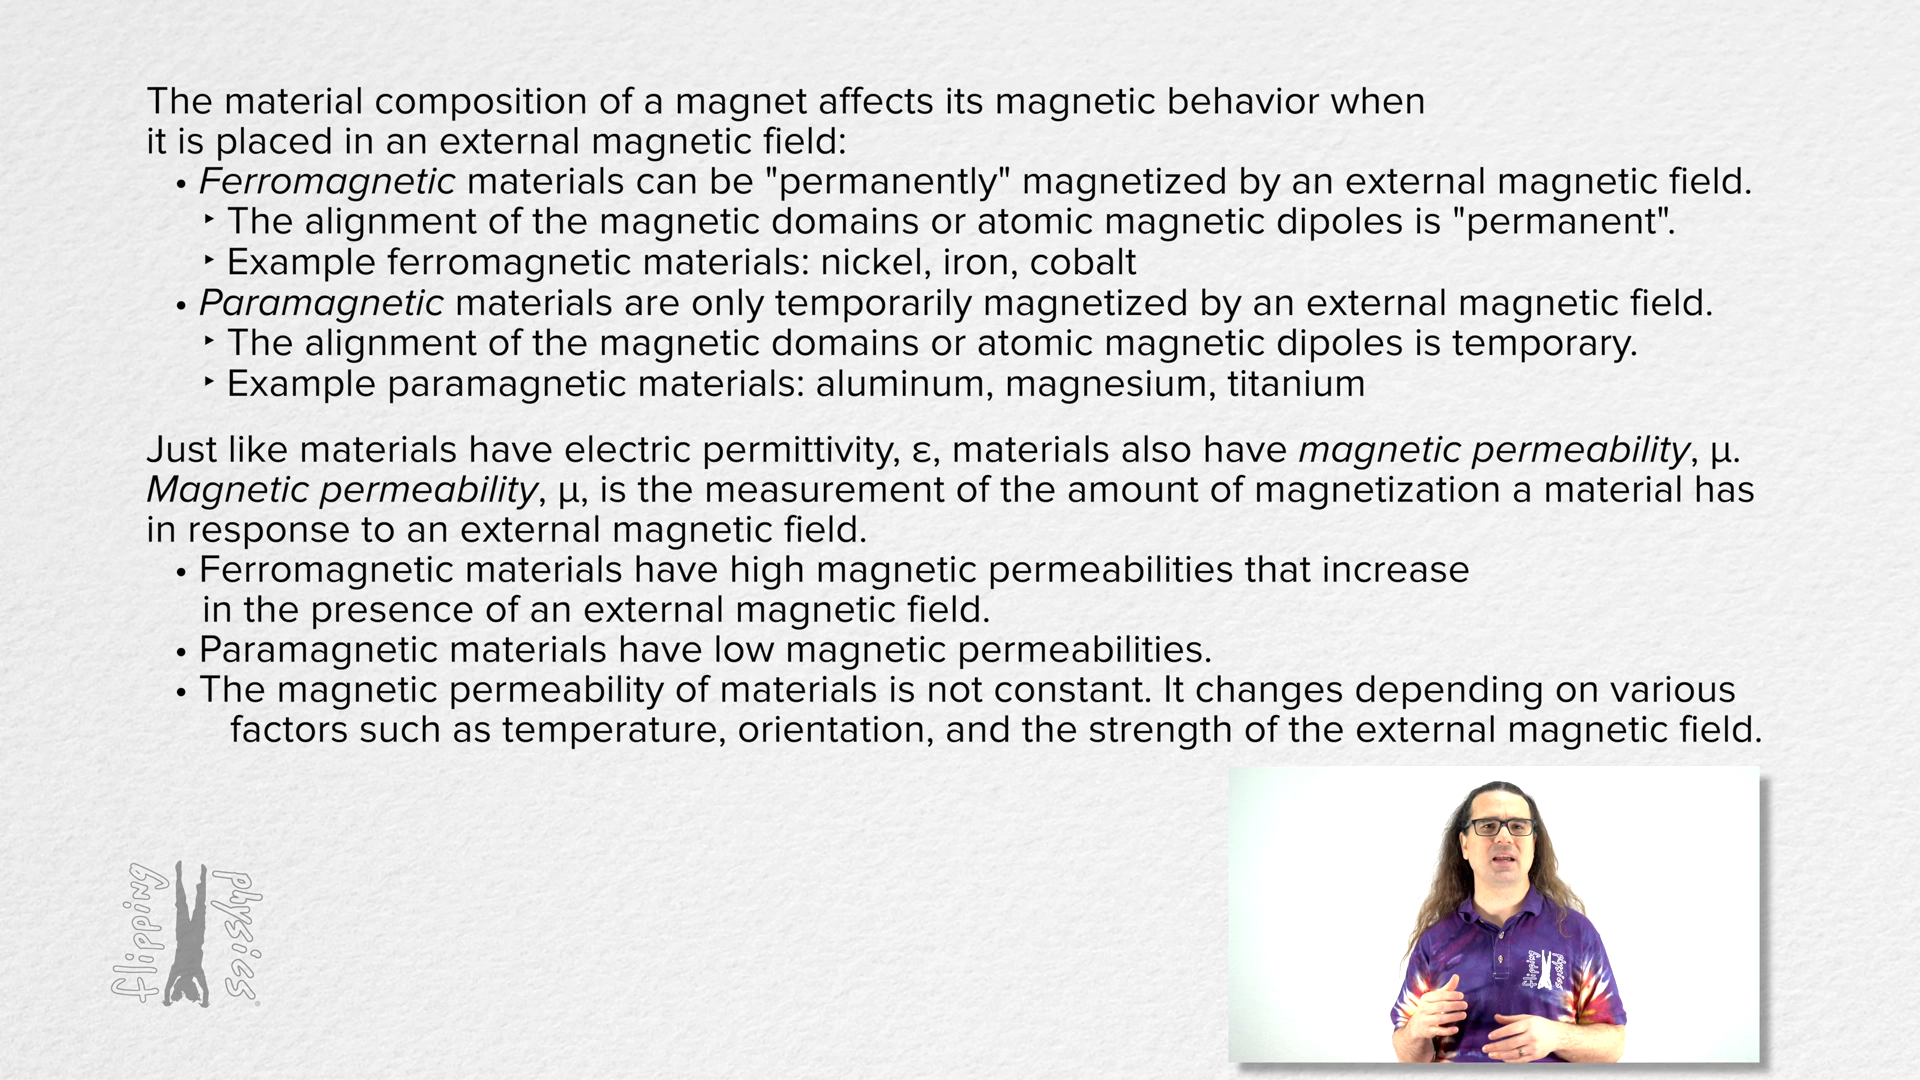 The material composition of a magnet affects its magnetic behavior when
it is placed in an external magnetic field:
• Ferromagnetic materials can be "permanently" magnetized by an external magnetic field.
‣ The alignment of the magnetic domains or atomic magnetic dipoles is "permanent".
‣ Example ferromagnetic materials: nickel, iron, cobalt
• Paramagnetic materials are only temporarily magnetized by an external magnetic field.
‣ The alignment of the magnetic domains or atomic magnetic dipoles is temporary.
‣ Example paramagnetic materials: aluminum, magnesium, titanium
Just like materials have electric permittivity, ε, materials also have magnetic permeability, μ.
Magnetic permeability, μ, is the measurement of the amount of magnetization a material has
in response to an external magnetic field.
• Ferromagnetic materials have high magnetic permeabilities that increase
in the presence of an external magnetic field.
• Paramagnetic materials have low magnetic permeabilities.
• The magnetic permeability of materials is not constant. It changes depending on various
factors such as temperature, orientation, and the strength of the external magnetic field.
flipping
physics
flipping
physics